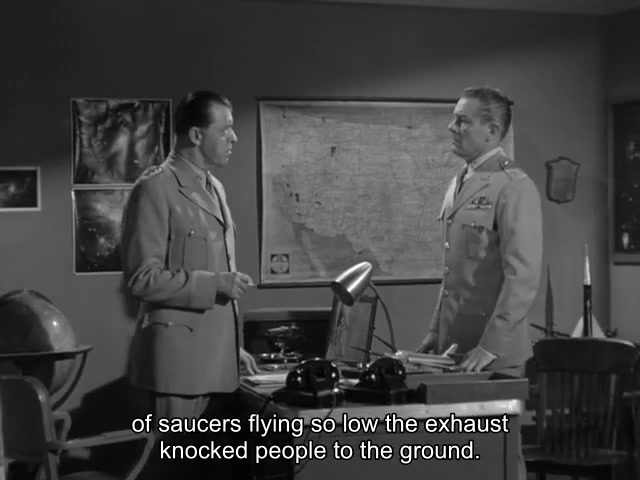 of saucers flying so low the exhaust
knocked people to the ground.